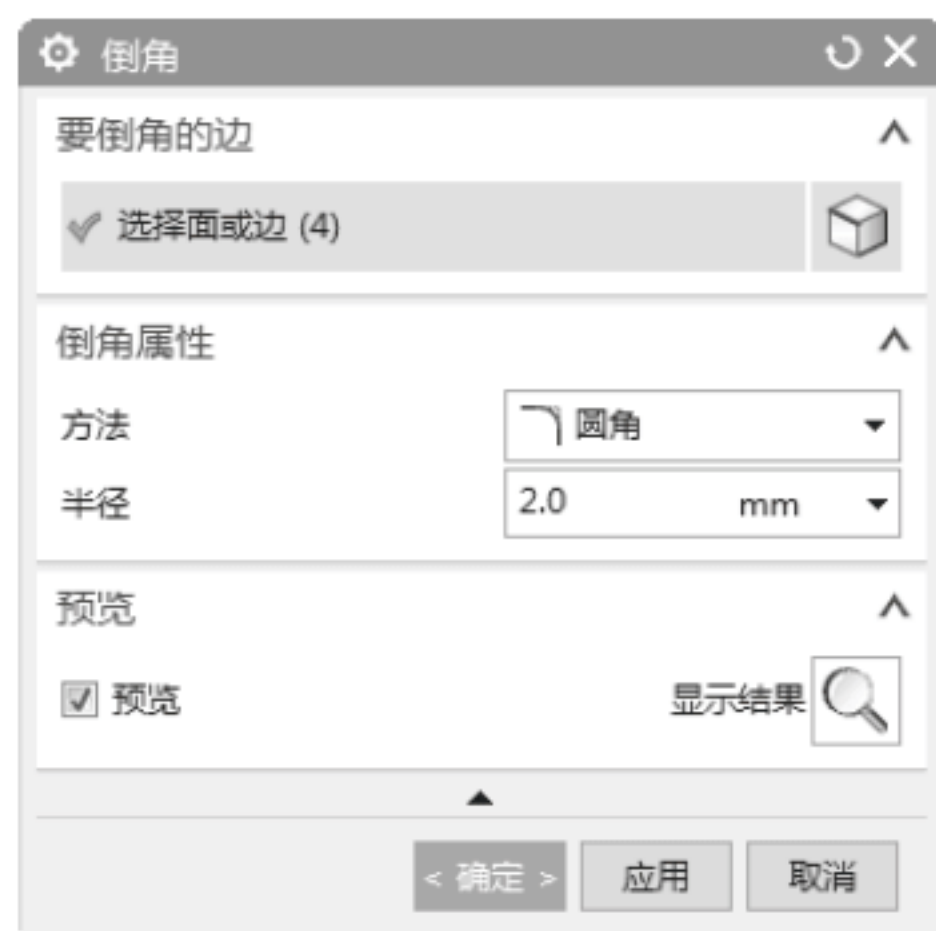 倒角
要倒角的边
选择面或边 (4)
倒角属性
方法 圆角
半径 2.0 mm
预览
预览 显示结果
< 确定 > 应用 取消